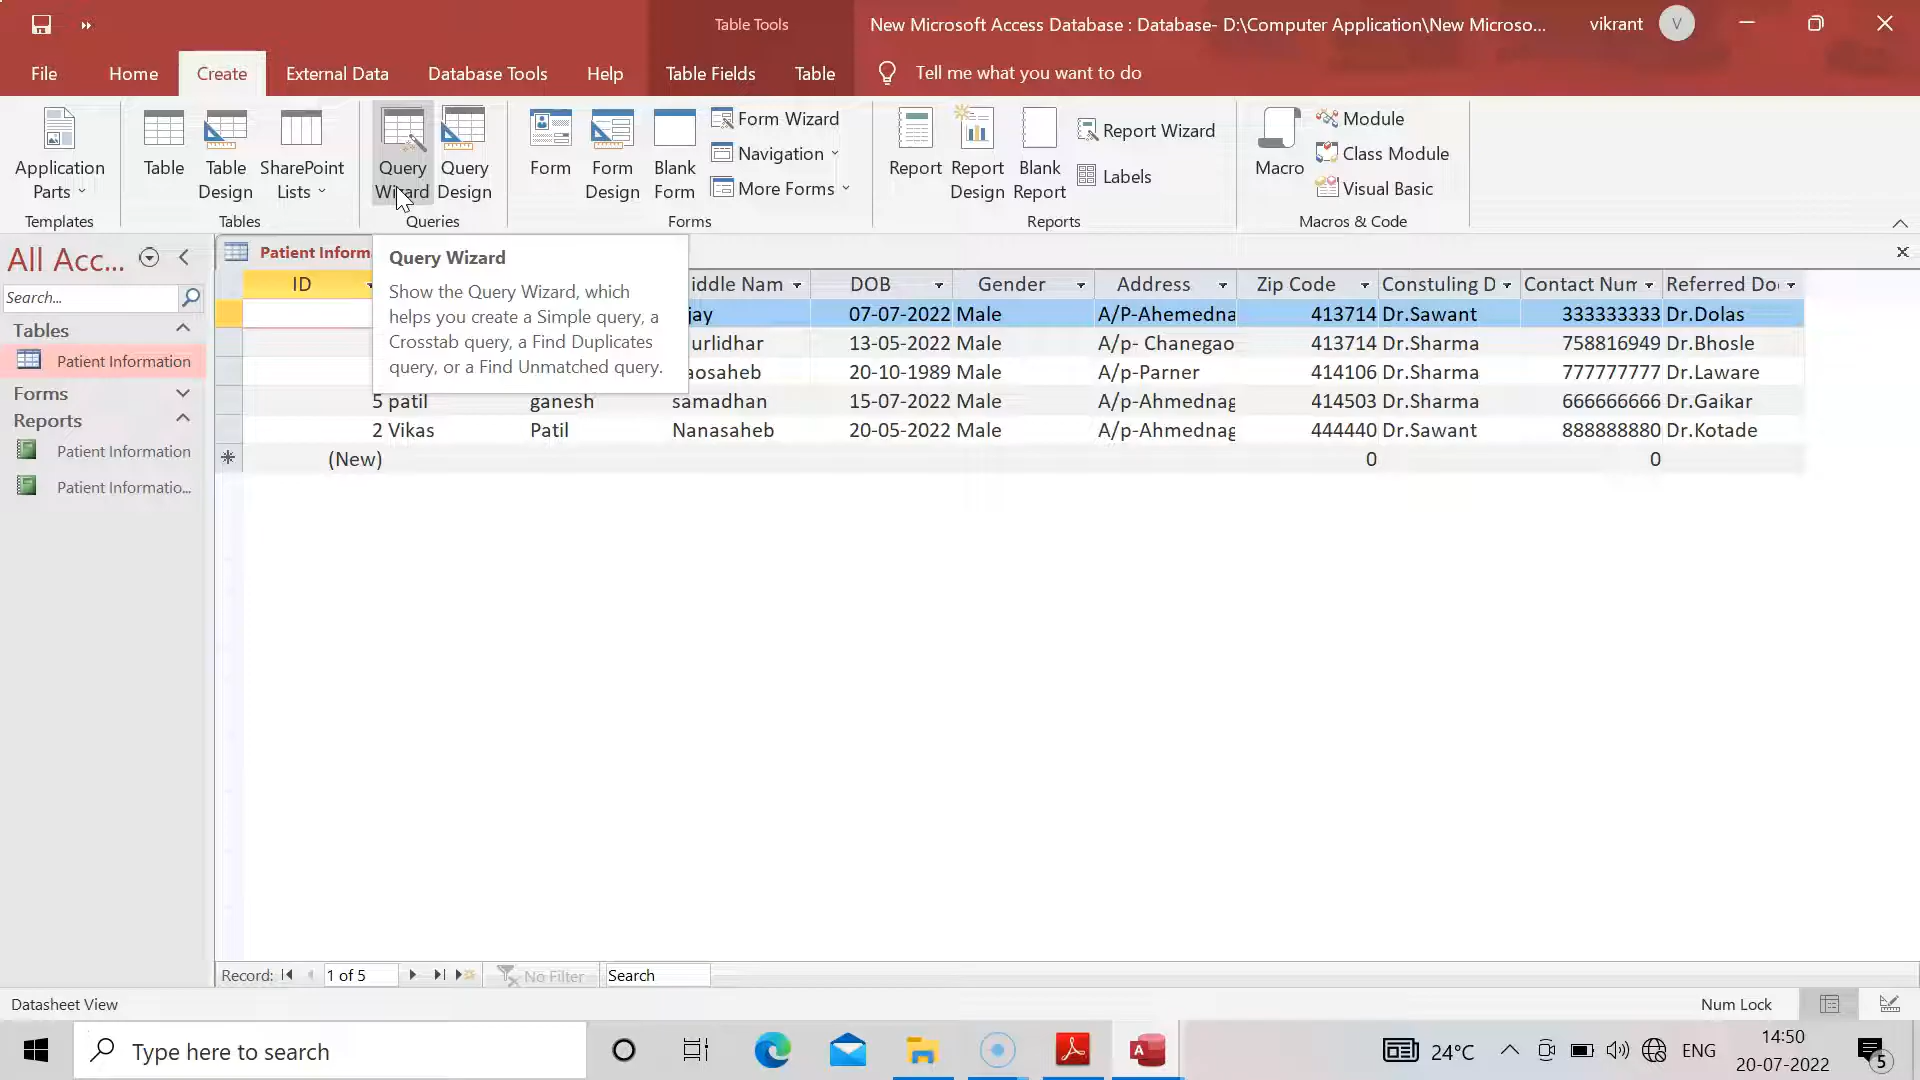 Table Tools
New Microsoft Access Database : Database- D:\Computer Application\New Microso...
vikrant
V
File Home Create External Data Database Tools Help Table Fields Table Tell me what you want to do
Application Parts
Templates
Table
Table Design
SharePoint Lists
Tables
Query Wizard
Query Design
Queries
Form
Form Design
Blank Form
Form Wizard
Navigation
More Forms
Forms
Report
Report Design
Blank Report
Report Wizard
Labels
Reports
Macro
Module
Class Module
Visual Basic
Macros & Code
All Acc...
Search...
Tables
Patient Information
Forms
Reports
Patient Information
Patient Informatio...
Patient Inform
Query Wizard
Show the Query Wizard, which
helps you create a Simple query, a
Crosstab query, a Find Duplicates
query, or a Find Unmatched query.
ID iddle Nam DOB Gender Address Zip Code Constuling D Contact Num Referred Do
jay 07-07-2022 Male A/P-Ahemedna 413714 Dr.Sawant 333333333 Dr.Dolas
urlidhar 13-05-2022 Male A/p- Chanegao 413714 Dr.Sharma 758816949 Dr.Bhosle
aosaheb 20-10-1989 Male A/p-Parner 414106 Dr.Sharma 777777777 Dr.Laware
5 patil ganesh samadhan 15-07-2022 Male A/p-Ahmednag 414503 Dr.Sharma 666666666 Dr.Gaikar
2 Vikas Patil Nanasaheb 20-05-2022 Male A/p-Ahmednag 444440 Dr.Sawant 888888880 Dr.Kotade
(New) 0 0
Record: 1 of 5 No Filter Search
Datasheet View
Num Lock
Type here to search
A
24°C
ENG
14:50
20-07-2022
5